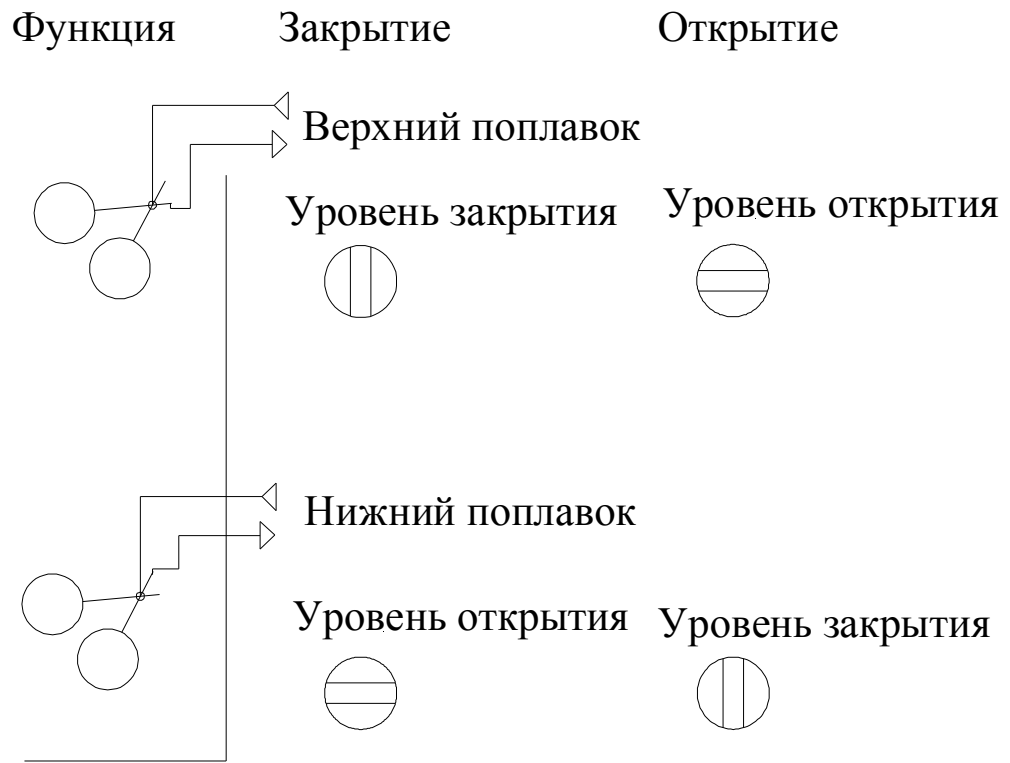 Функция Закрытие Открытие
Верхний поплавок
Уровень закрытия Уровень открытия
Нижний поплавок
Уровень открытия Уровень закрытия